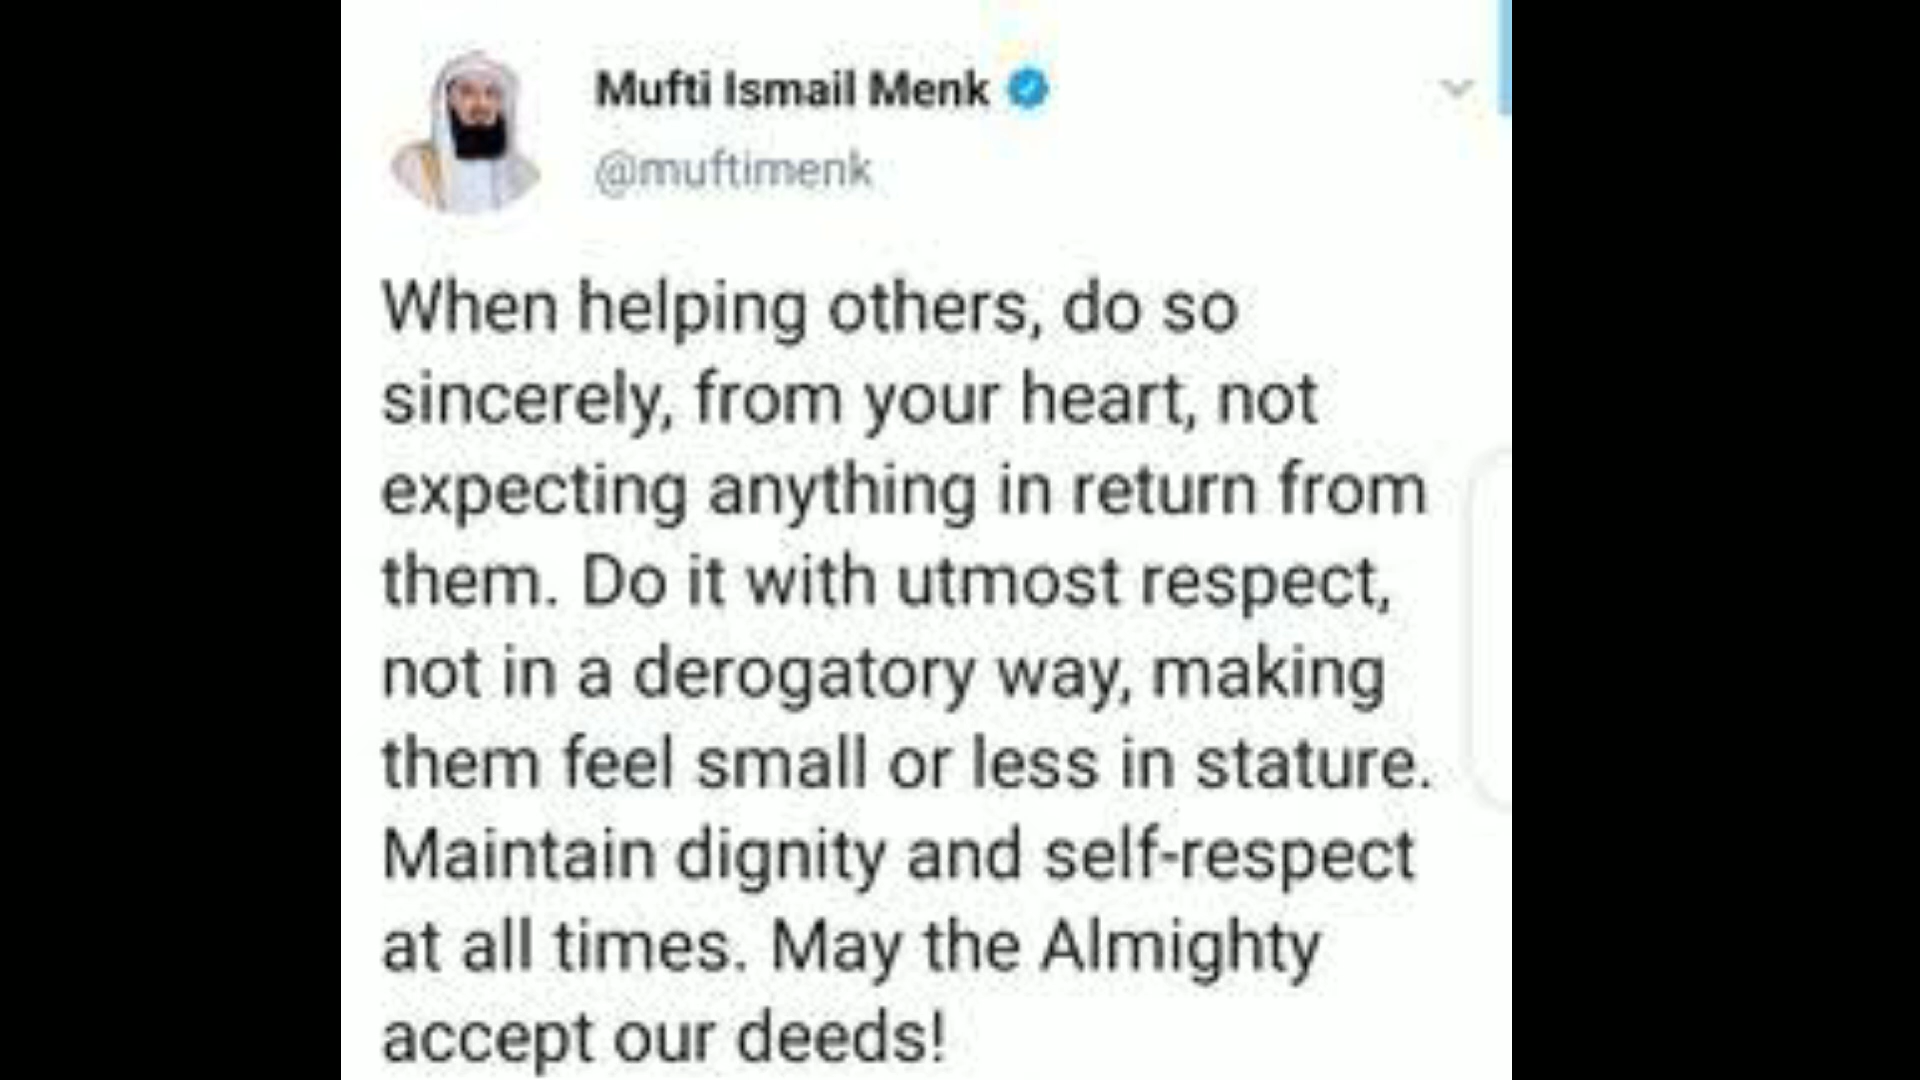 Mufti Ismail Menk
@muftimenk
When helping others, do so
sincerely, from your heart, not
expecting anything in return from
them. Do it with utmost respect,
not in a derogatory way, making
them feel small or less in stature.
Maintain dignity and self-respect
at all times. May the Almighty
accept our deeds!